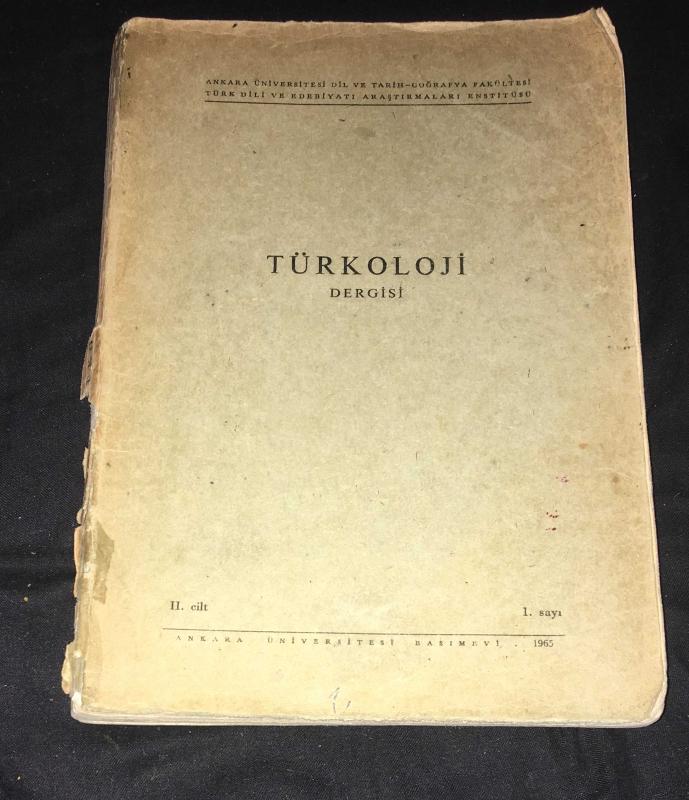 ANKARA ÜNİVERSİTESİ DİL VE TARİH-COĞRAFYA FAKÜLTESİ
TÜRK DİLİ VE EDEBİYATI ARAŞTIRMALARI ENSTİTÜSÜ
TÜRKOLOJİ
DERGİSİ
II. cilt 1. sayı
ANKARA ÜNİVERSİTESİ BASIMEVİ . 1965